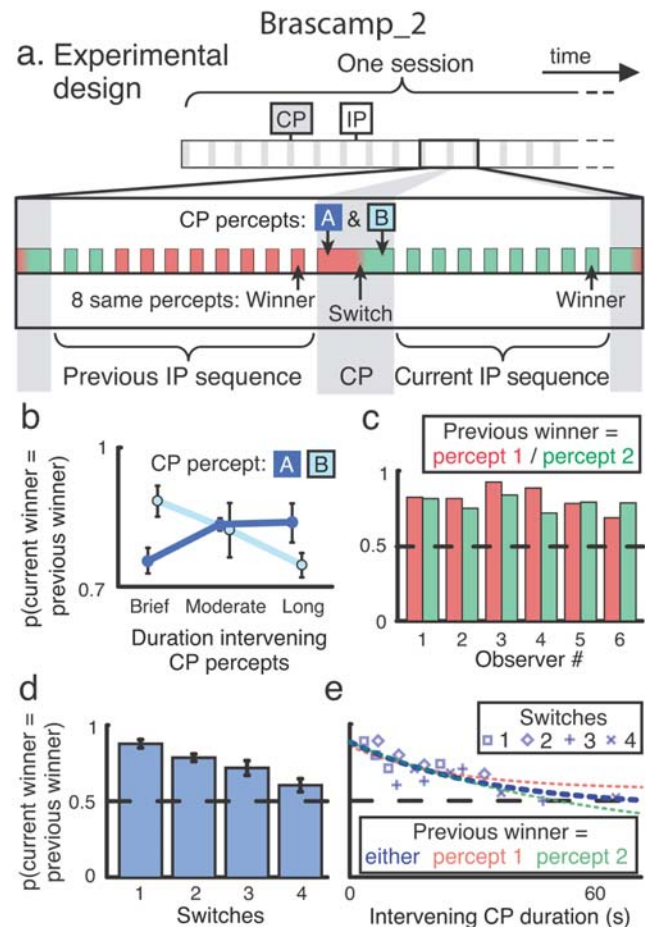 Brascamp_2
a. Experimental
design
One session
time
CP
IP
CP percepts: A & B
8 same percepts: Winner
Switch
Winner
Previous IP sequence
CP
Current IP sequence
b
p(current winner =
previous winner)
1
0.7
CP percept: A B
Brief Moderate Long
Duration intervening
CP percepts
c
Previous winner =
percept 1 / percept 2
1
0.5
0
1 2 3 4 5 6
Observer #
d
p(current winner =
previous winner)
1
0.5
0
1 2 3 4
Switches
e
1
0.5
0
Switches
1 2 3 4
Previous winner =
either percept 1 percept 2
0 60
Intervening CP duration (s)